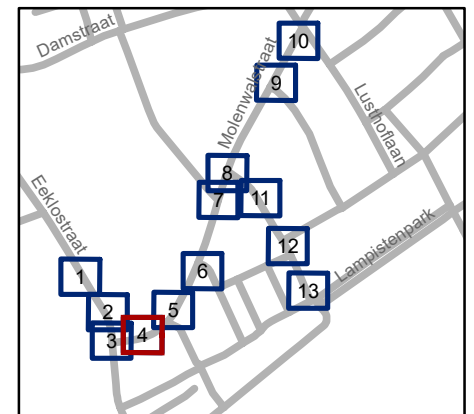 Damstraat
10
Molenwalstraat
9
Lusthoflaan
8
7
11
Eeklostraat
12
Lampistenpark
6
1
13
2
5
3
4